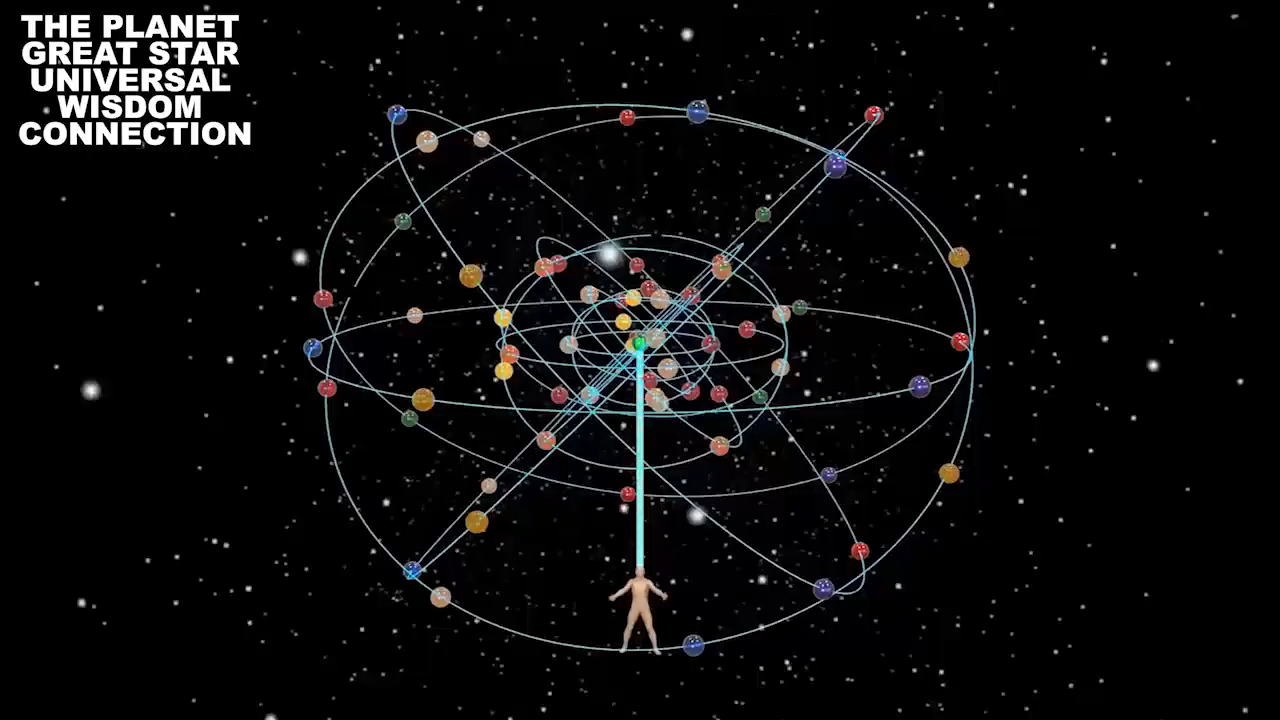 THE PLANET
GREAT STAR
UNIVERSAL
WISDOM
CONNECTION